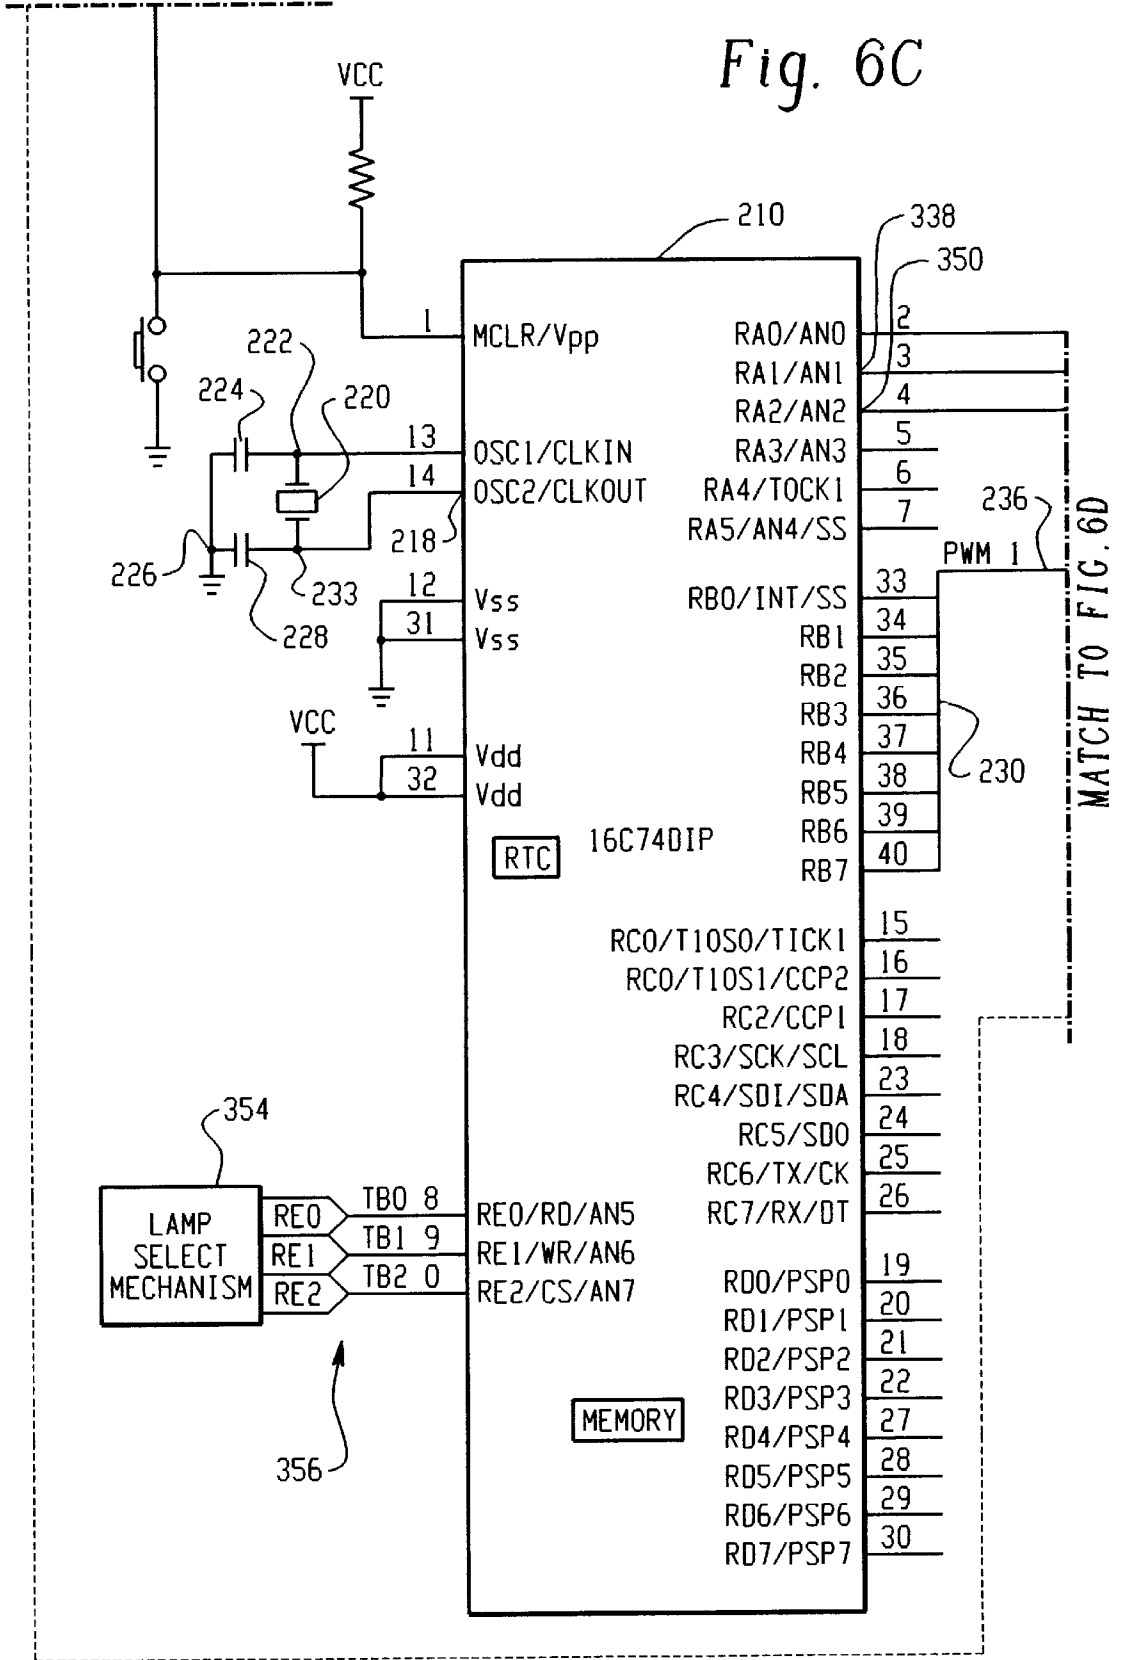 Fig. 6C
VCC
210
338
350
1 MCLR/Vpp
RA0/AN0 2
222
RA1/AN1 3
224
220
RA2/AN2 4
13 OSC1/CLKIN
RA3/AN3 5
14 OSC2/CLKOUT
RA4/TOCK1 6
RA5/AN4/SS 7
236
218
226
233
228
PWM 1
12 Vss
RB0/INT/SS 33
31 Vss
RB1 34
RB2 35
RB3 36
VCC
11 Vdd
RB4 37
230
32 Vdd
RB5 38
RB6 39
RTC
16C74DIP
RB7 40
MATCH TO FIG. 6D
RC0/T1OS0/TICK1 15
RC0/T1OS1/CCP2 16
RC2/CCP1 17
RC3/SCK/SCL 18
RC4/SDI/SDA 23
354
RC5/SDO 24
RC6/TX/CK 25
RC7/RX/DT 26
LAMP
SELECT
MECHANISM
RE0 TB0 8 RE0/RD/AN5
RE1 TB1 9 RE1/WR/AN6
RE2 TB2 0 RE2/CS/AN7
RD0/PSP0 19
RD1/PSP1 20
RD2/PSP2 21
RD3/PSP3 22
MEMORY
RD4/PSP4 27
356
RD5/PSP5 28
RD6/PSP6 29
RD7/PSP7 30